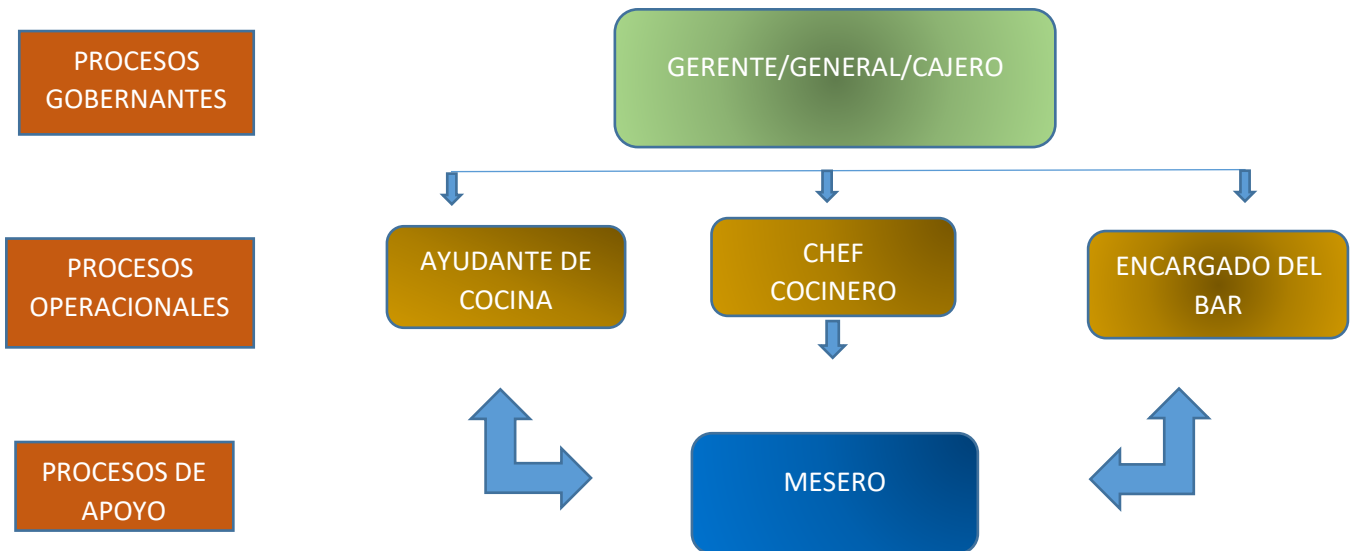 PROCESOS
GOBERNANTES
GERENTE/GENERAL/CAJERO
PROCESOS
OPERACIONALES
AYUDANTE DE
COCINA
CHEF
COCINERO
ENCARGADO DEL
BAR
PROCESOS DE
APOYO
MESERO